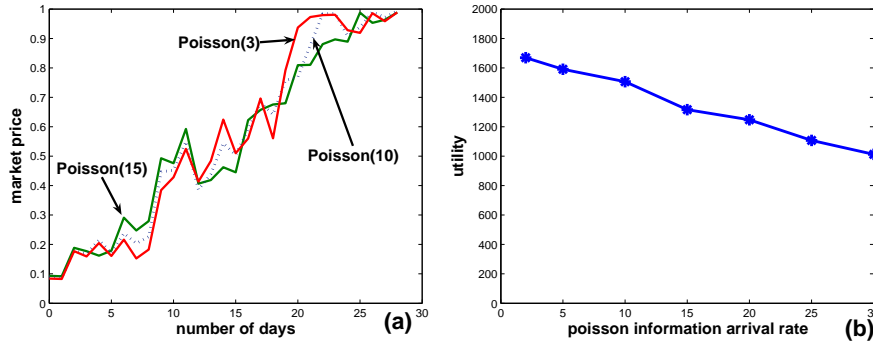 1
0.9
0.8
0.7
0.6
0.5
0.4
0.3
0.2
0.1
0
market price
Poisson(3)
Poisson(10)
Poisson(15)
0 5 10 15 20 25 30
number of days
(a)
2000
1800
1600
1400
1200
1000
800
600
400
200
0
utility
0 5 10 15 20 25 30
poisson information arrival rate
(b)